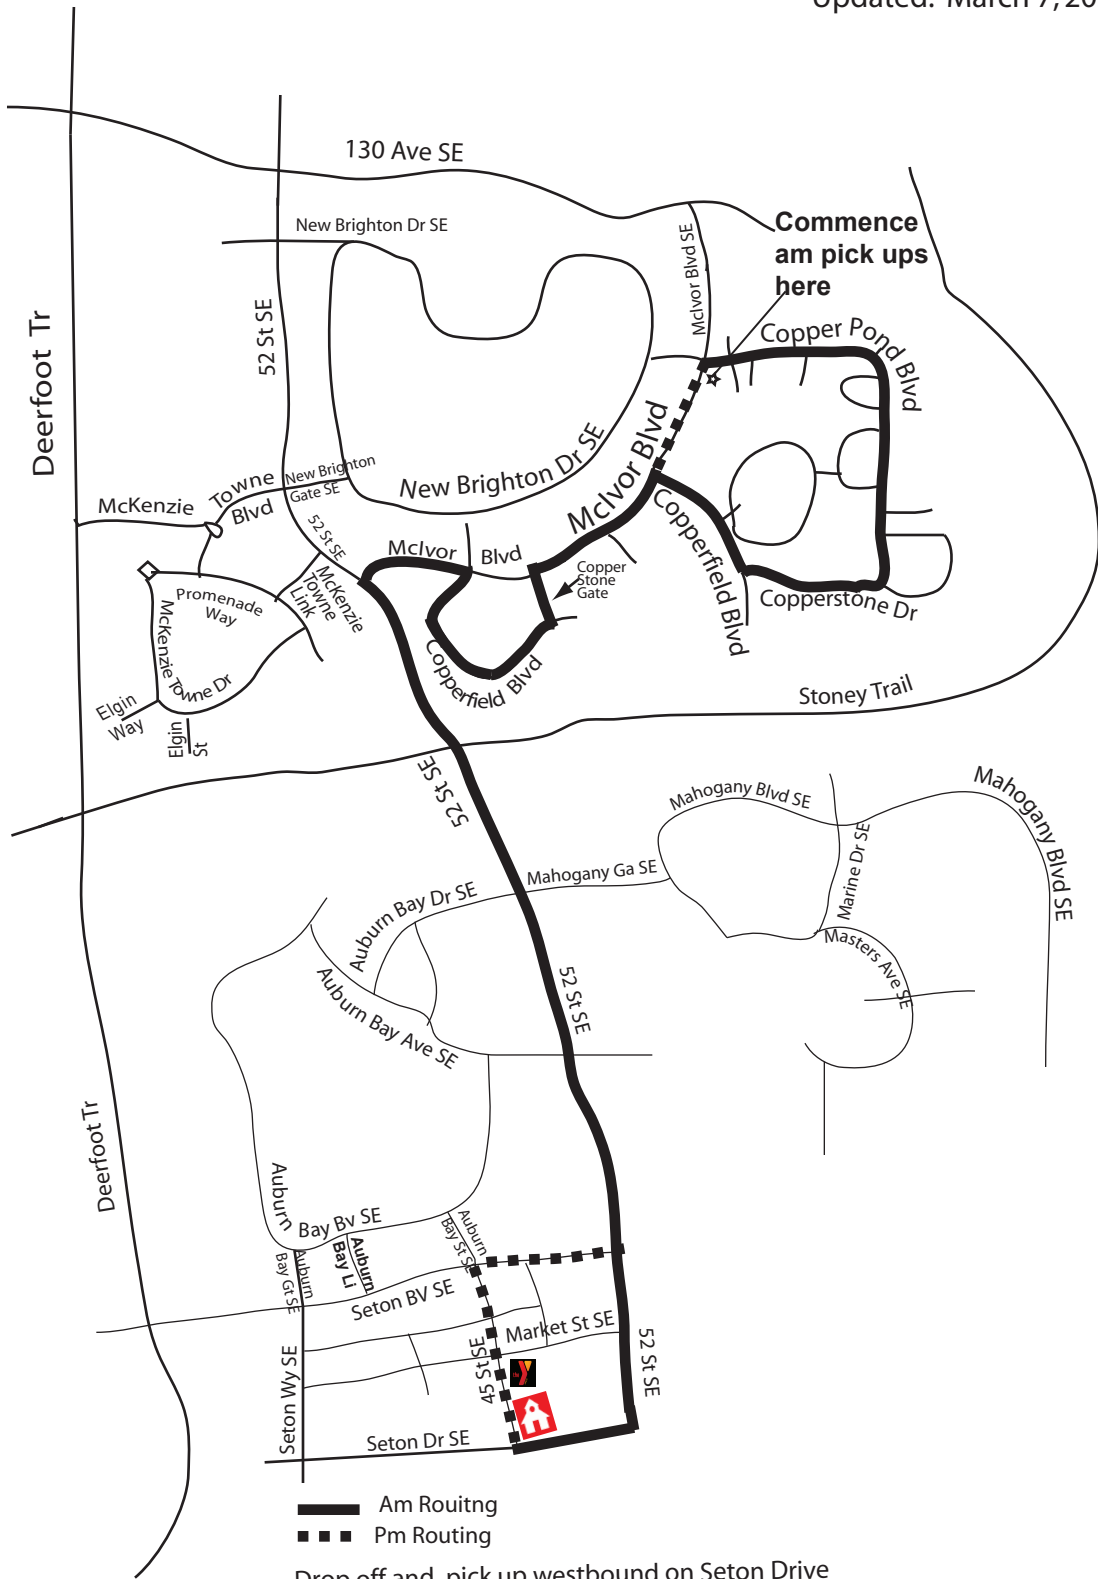 Updated: March 7, 20
130 Ave SE
New Brighton Dr SE
McIvor Blvd SE
Commence
am pick ups
here
Deerfoot Tr
52 St SE
Copper Pond Blvd
McIvor Blvd
New Brighton Dr SE
New Brighton
Gate SE
McKenzie Towne
Blvd
52 St SE
McIvor Blvd
Copper
Stone
Gate
Copperfield Blvd
Copperstone Dr
McKenzie
Towne
Link
Promenade
Way
McKenzie Towne Dr
Copperfield Blvd
Elgin
Way
Elgin
St
Stoney Trail
52 St SE
Mahogany Blvd SE
Mahogany Blvd SE
Marine Dr SE
Mahogany Ga SE
Auburn Bay Dr SE
Masters Ave SE
Auburn Bay Ave SE
52 St SE
Deerfoot Tr
Auburn
Bay Bv SE
Auburn
Bay St SE
Auburn
Bay Li
Auburn
Bay Gt SE
Seton BV SE
Market St SE
45 St SE
52 St SE
Seton Wy SE
Seton Dr SE
Am Rouitng
Pm Routing
Drop off and pick up westbound on Seton Drive